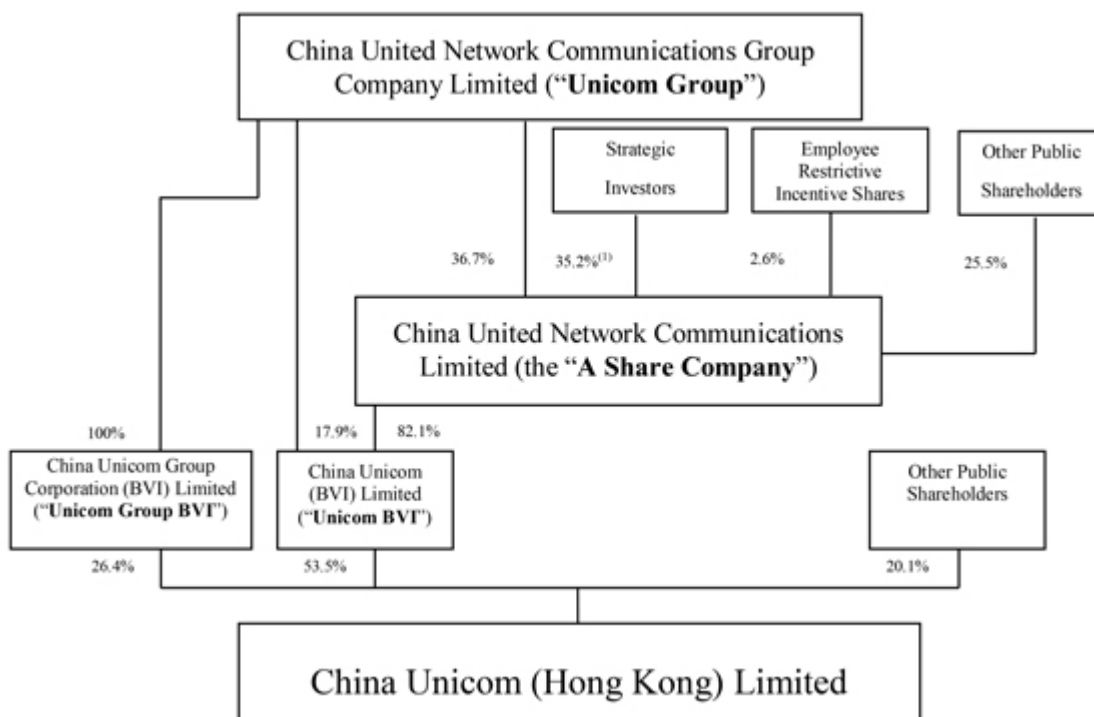 China United Network Communications Group
Company Limited (“Unicom Group”)
Strategic
Investors
Employee
Restrictive
Incentive Shares
Other Public
Shareholders
36.7%
35.2%(1)
2.6%
25.5%
China United Network Communications
Limited (the “A Share Company”)
100%
17.9%
82.1%
China Unicom Group
Corporation (BVI) Limited
(“Unicom Group BVI”)
China Unicom
(BVI) Limited
(“Unicom BVI”)
Other Public
Shareholders
26.4%
53.5%
20.1%
China Unicom (Hong Kong) Limited